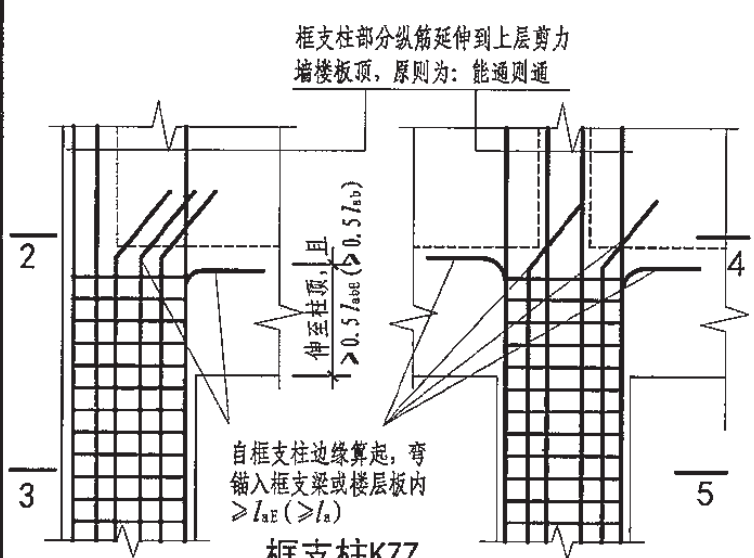 框支柱部分纵筋延伸到上层剪力
墙楼板顶，原则为：能通则通
伸至柱顶，且
≥0.5labE(≥0.5lab)
2
3
4
5
自框支柱边缘算起，弯
锚入框支梁或楼层板内
≥laE(≥la)
框支柱KZZ